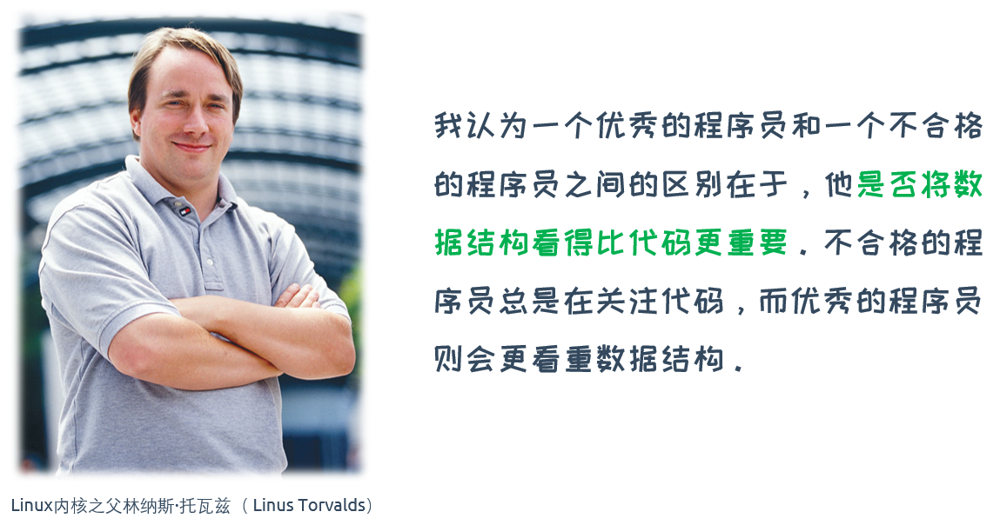 我认为一个优秀的程序员和一个不合格
的程序员之间的区别在于，他是否将数
据结构看得比代码更重要。不合格的程
序员总是在关注代码，而优秀的程序员
则会更看重数据结构。
Linux内核之父林纳斯·托瓦兹（ Linus Torvalds）